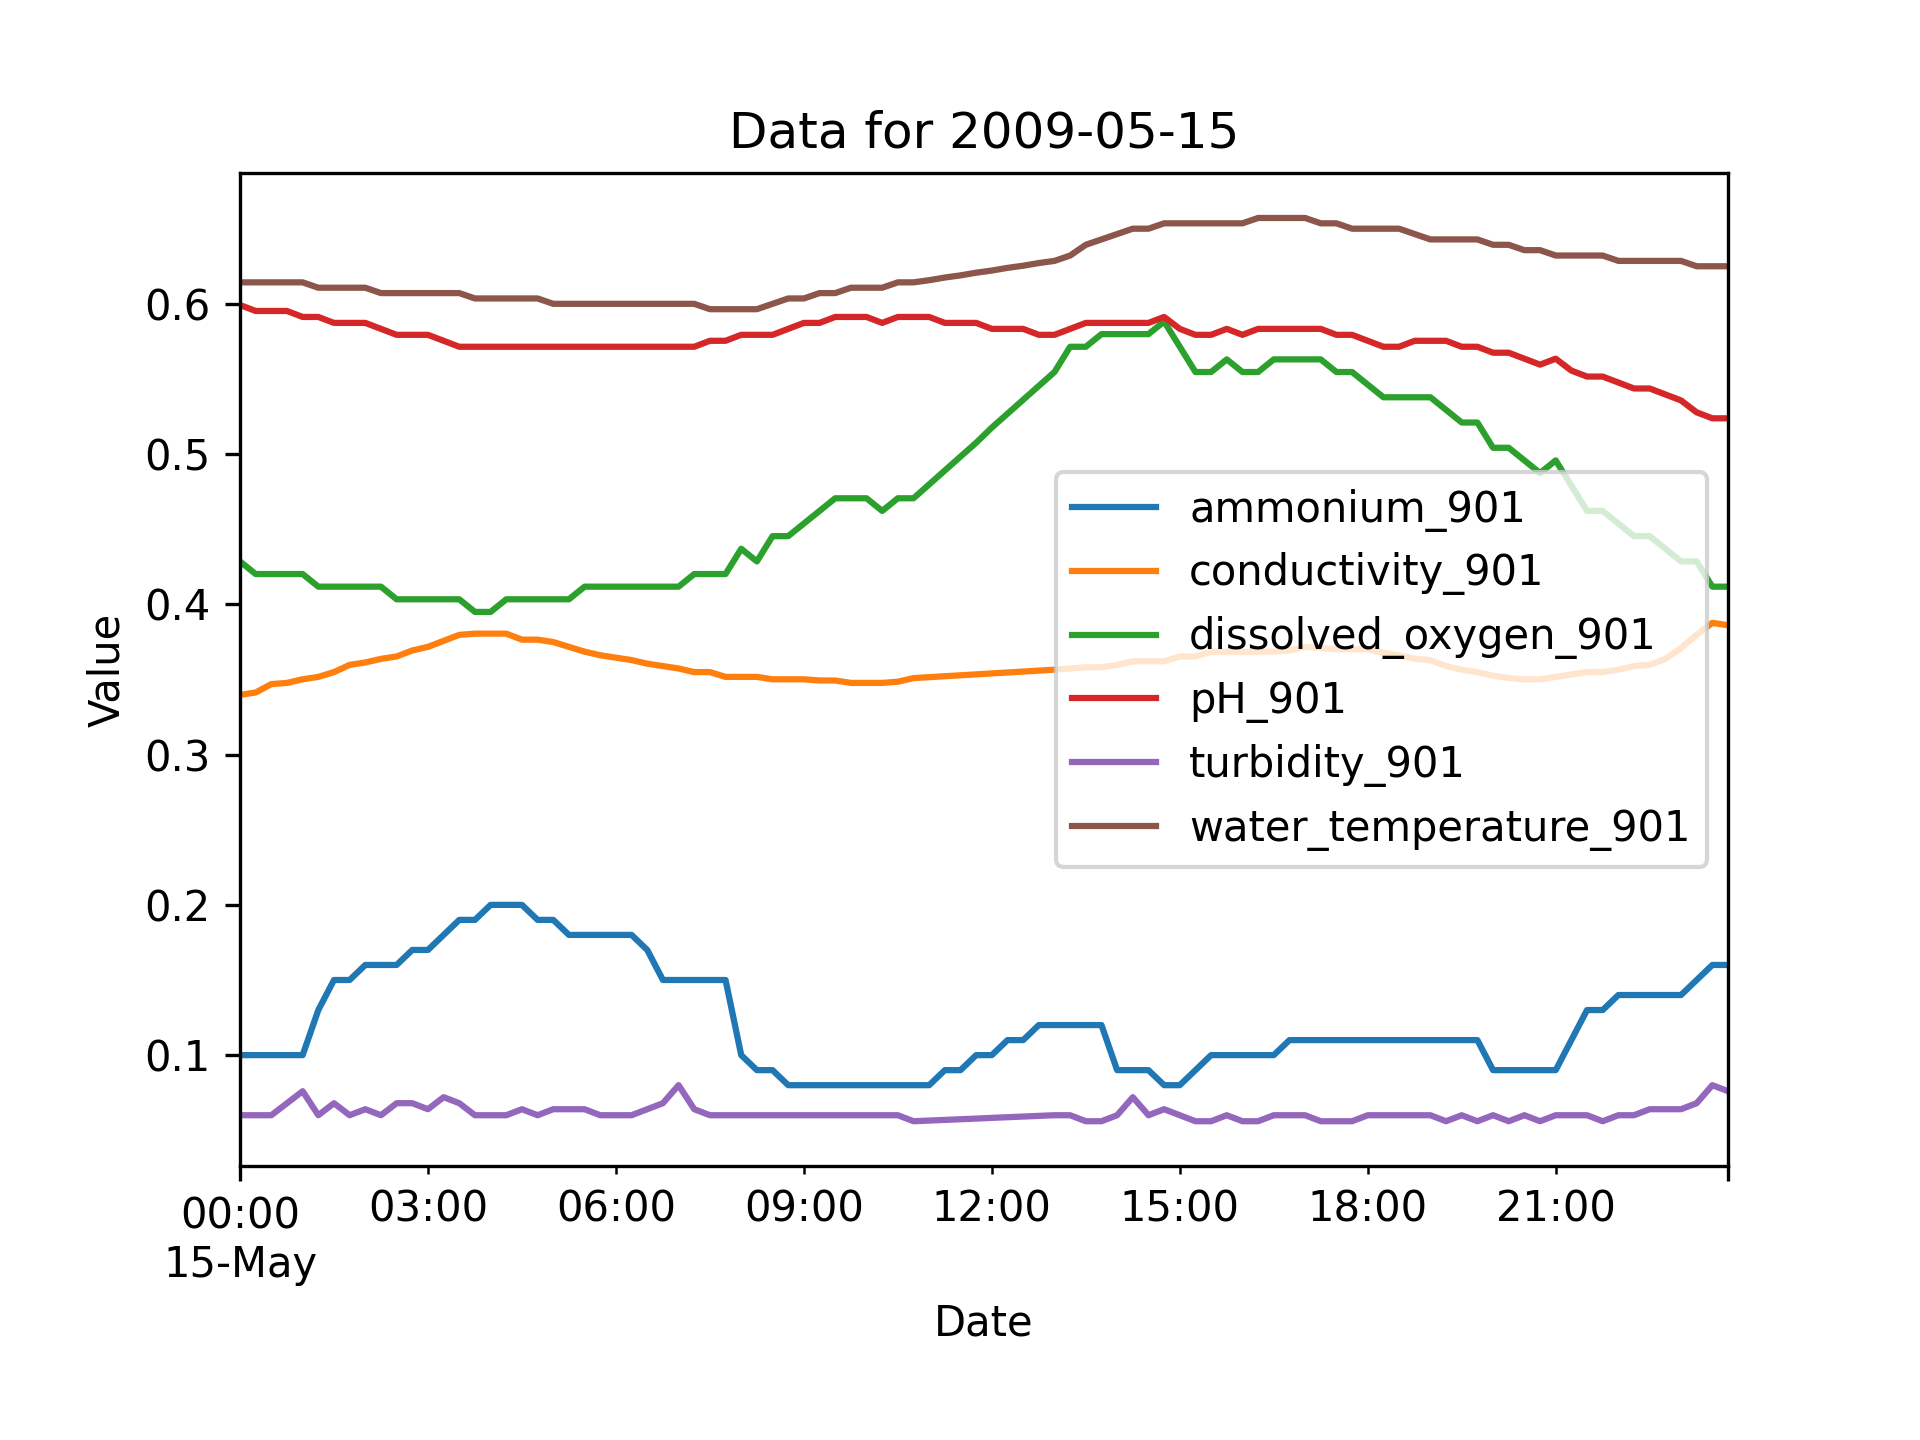 Data for 2009-05-15
Value
0.6
0.5
0.4
0.3
0.2
0.1
ammonium_901
conductivity_901
dissolved_oxygen_901
pH_901
turbidity_901
water_temperature_901
00:00 03:00 06:00 09:00 12:00 15:00 18:00 21:00
15-May
Date